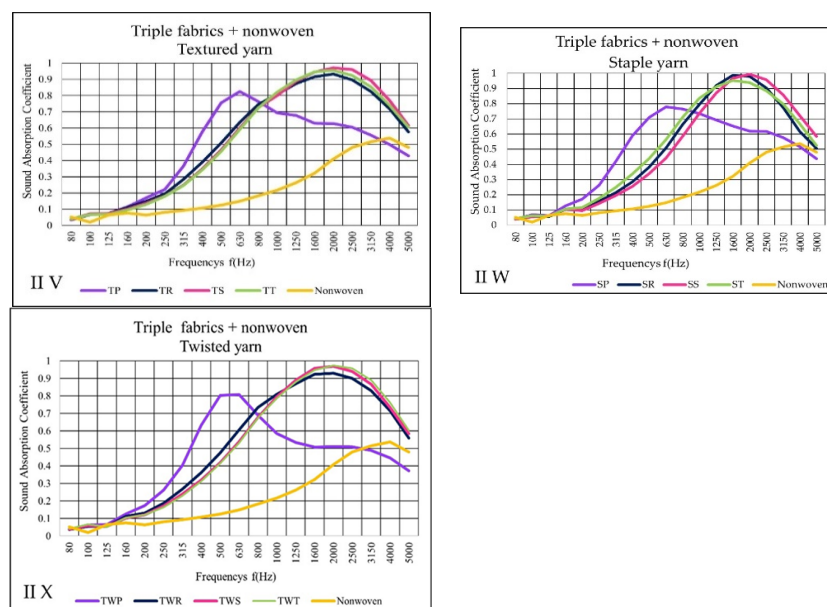 Triple fabrics + nonwoven
Textured yarn
Sound Absorption Coefficient
1
0.9
0.8
0.7
0.6
0.5
0.4
0.3
0.2
0.1
0
80 100 125 160 200 250 315 400 500 630 800 1000 1250 1600 2000 2500 3150 4000 5000
Frequencys f(Hz)
II V
TP TR TS TT Nonwoven
Triple fabrics + nonwoven
Staple yarn
Sound Absorption Coefficient
1
0.9
0.8
0.7
0.6
0.5
0.4
0.3
0.2
0.1
0
80 100 125 160 200 250 315 400 500 630 800 1000 1250 1600 2000 2500 3150 4000 5000
Frequencys f(Hz)
II W
SP SR SS ST Nonwoven
Triple fabrics + nonwoven
Twisted yarn
Sound Absorption Coefficient
1
0.9
0.8
0.7
0.6
0.5
0.4
0.3
0.2
0.1
0
80 100 125 160 200 250 315 400 500 630 800 1000 1250 1600 2000 2500 3150 4000 5000
Frequencys f(Hz)
II X
TWP TWR TWS TWT Nonwoven